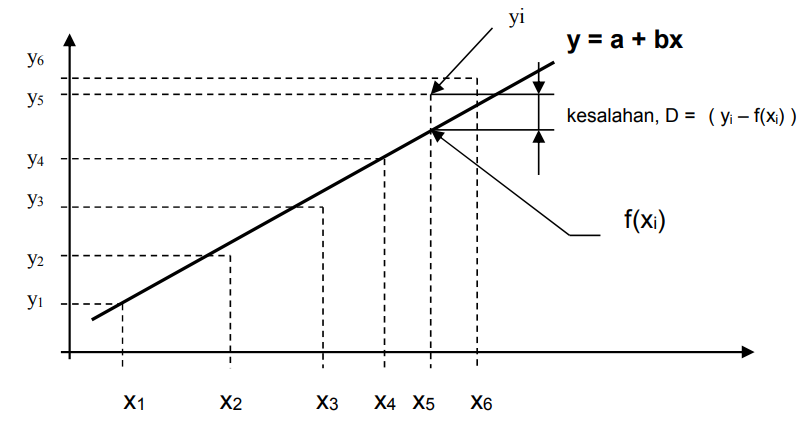 yi
y = a + bx
y6
y5
kesalahan, D = ( yi – f(xi) )
y4
y3
f(xi)
y2
y1
x1 x2 x3 x4 x5 x6